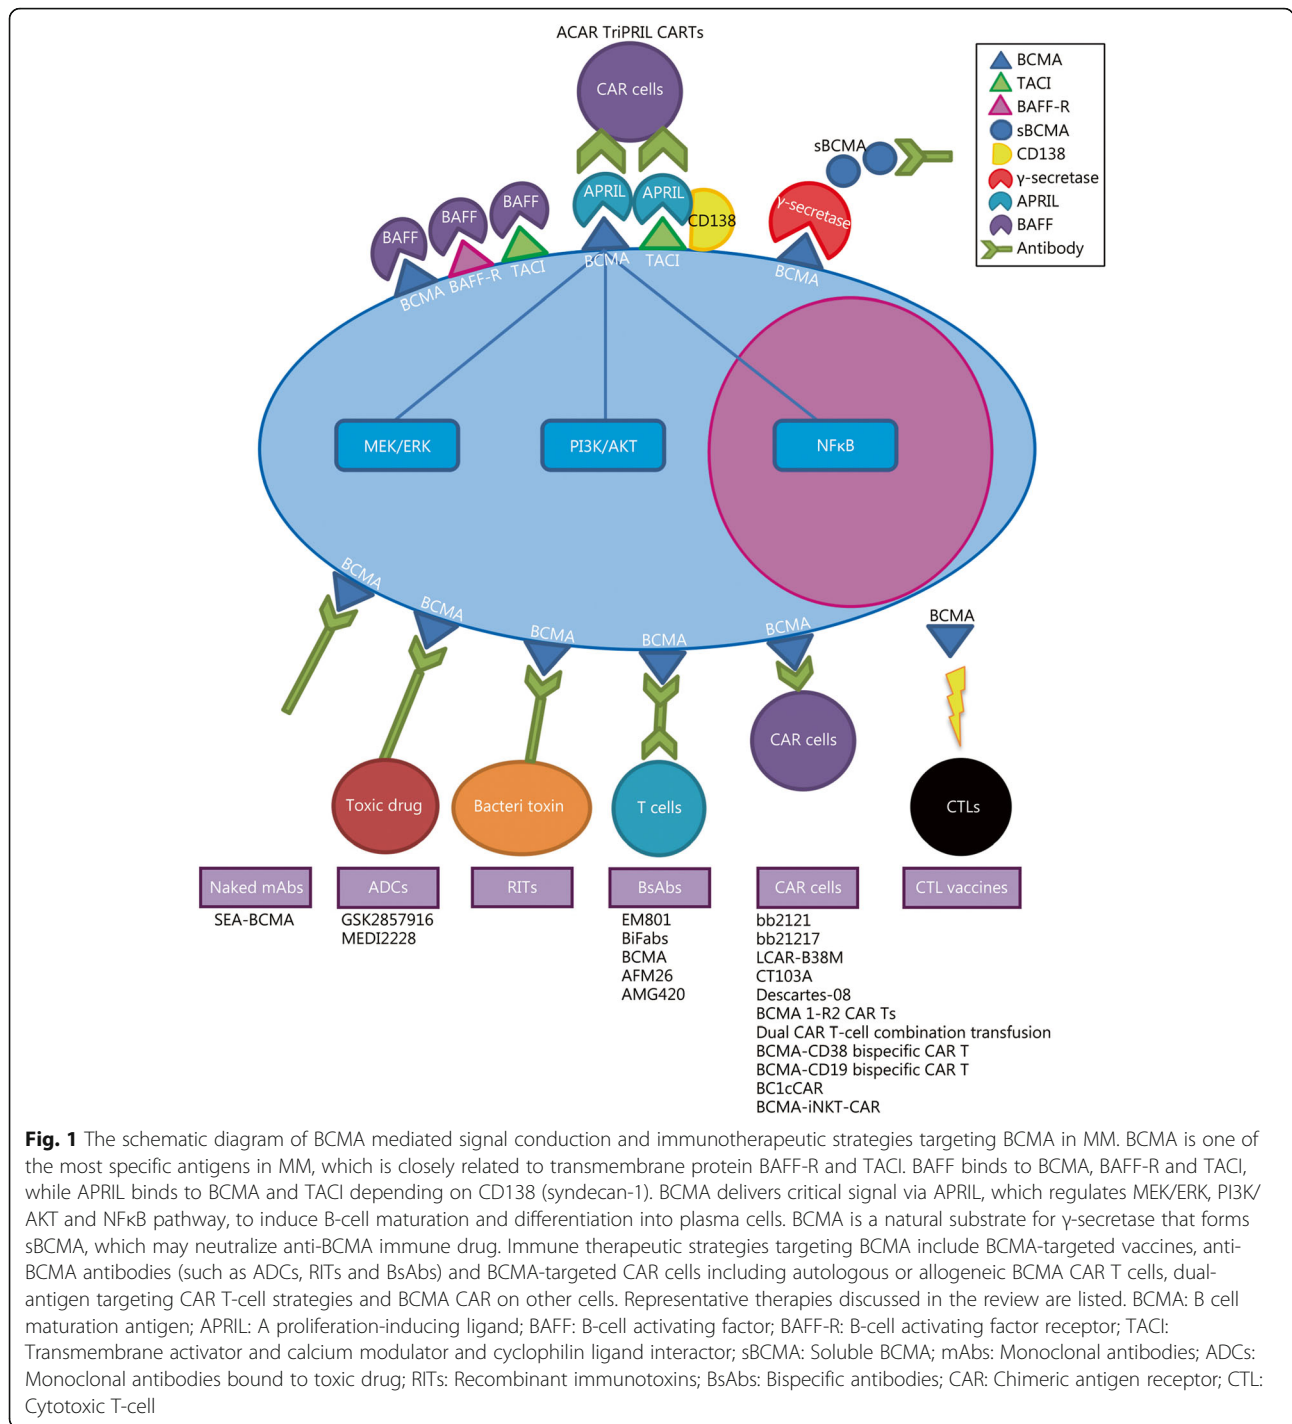 ACAR TriPRIL CARTs
CAR cells
BCMA
TACI
BAFF-R
sBCMA
CD138
γ-secretase
APRIL
BAFF
Antibody
sBCMA
BAFF
BAFF
BAFF
APRIL
APRIL
CD138
γ-secretase
BCMA
BAFF-R
TACI
BCMA
TACI
BCMA
MEK/ERK
PI3K/AKT
NFκB
BCMA
BCMA
BCMA
BCMA
BCMA
BCMA
Toxic drug
Bacteri toxin
T cells
CAR cells
CTLs
Naked mAbs
SEA-BCMA
ADCs
GSK2857916
MEDI2228
RITs
BsAbs
EM801
BiFabs
BCMA
AFM26
AMG420
CAR cells
bb2121
bb21217
LCAR-B38M
CT103A
Descartes-08
BCMA 1-R2 CAR Ts
Dual CAR T-cell combination transfusion
BCMA-CD38 bispecific CAR T
BCMA-CD19 bispecific CAR T
BC1cCAR
BCMA-iNKT-CAR
CTL vaccines
Fig. 1 The schematic diagram of BCMA mediated signal conduction and immunotherapeutic strategies targeting BCMA in MM. BCMA is one of
the most specific antigens in MM, which is closely related to transmembrane protein BAFF-R and TACI. BAFF binds to BCMA, BAFF-R and TACI,
while APRIL binds to BCMA and TACI depending on CD138 (syndecan-1). BCMA delivers critical signal via APRIL, which regulates MEK/ERK, PI3K/
AKT and NFκB pathway, to induce B-cell maturation and differentiation into plasma cells. BCMA is a natural substrate for γ-secretase that forms
sBCMA, which may neutralize anti-BCMA immune drug. Immune therapeutic strategies targeting BCMA include BCMA-targeted vaccines, anti-
BCMA antibodies (such as ADCs, RITs and BsAbs) and BCMA-targeted CAR cells including autologous or allogeneic BCMA CAR T cells, dual-
antigen targeting CAR T-cell strategies and BCMA CAR on other cells. Representative therapies discussed in the review are listed. BCMA: B cell
maturation antigen; APRIL: A proliferation-inducing ligand; BAFF: B-cell activating factor; BAFF-R: B-cell activating factor receptor; TACI:
Transmembrane activator and calcium modulator and cyclophilin ligand interactor; sBCMA: Soluble BCMA; mAbs: Monoclonal antibodies; ADCs:
Monoclonal antibodies bound to toxic drug; RITs: Recombinant immunotoxins; BsAbs: Bispecific antibodies; CAR: Chimeric antigen receptor; CTL:
Cytotoxic T-cell